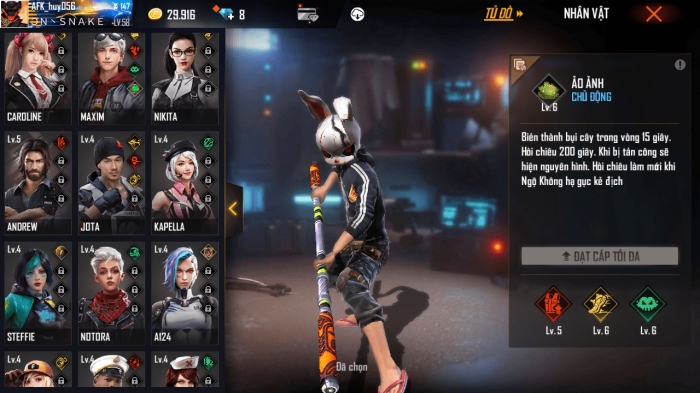 AFK_huy056
147
ON SNAKE
LV.58
29.916
8
TỦ ĐỒ
NHÂN VẬT
CAROLINE
MAXIM
NIKITA
Lv.5
Lv.4
Lv.4
ANDREW
JOTA
KAPELLA
Lv.4
Lv.4
Lv.4
STEFFIE
NOTORA
AI24
Lv.4
Lv.4
Lv.4
Đã chọn
Lv.6
ẢO ẢNH
CHỦ ĐỘNG
Biến thành bụi cây trong vòng 15 giây.
Hồi chiêu 200 giây. Khi bị tấn công sẽ
hiện nguyên hình. Hồi chiêu làm mới khi
Ngộ Không hạ gục kẻ địch
ĐẠT CẤP TỐI ĐA
Lv.5
Lv.6
Lv.6